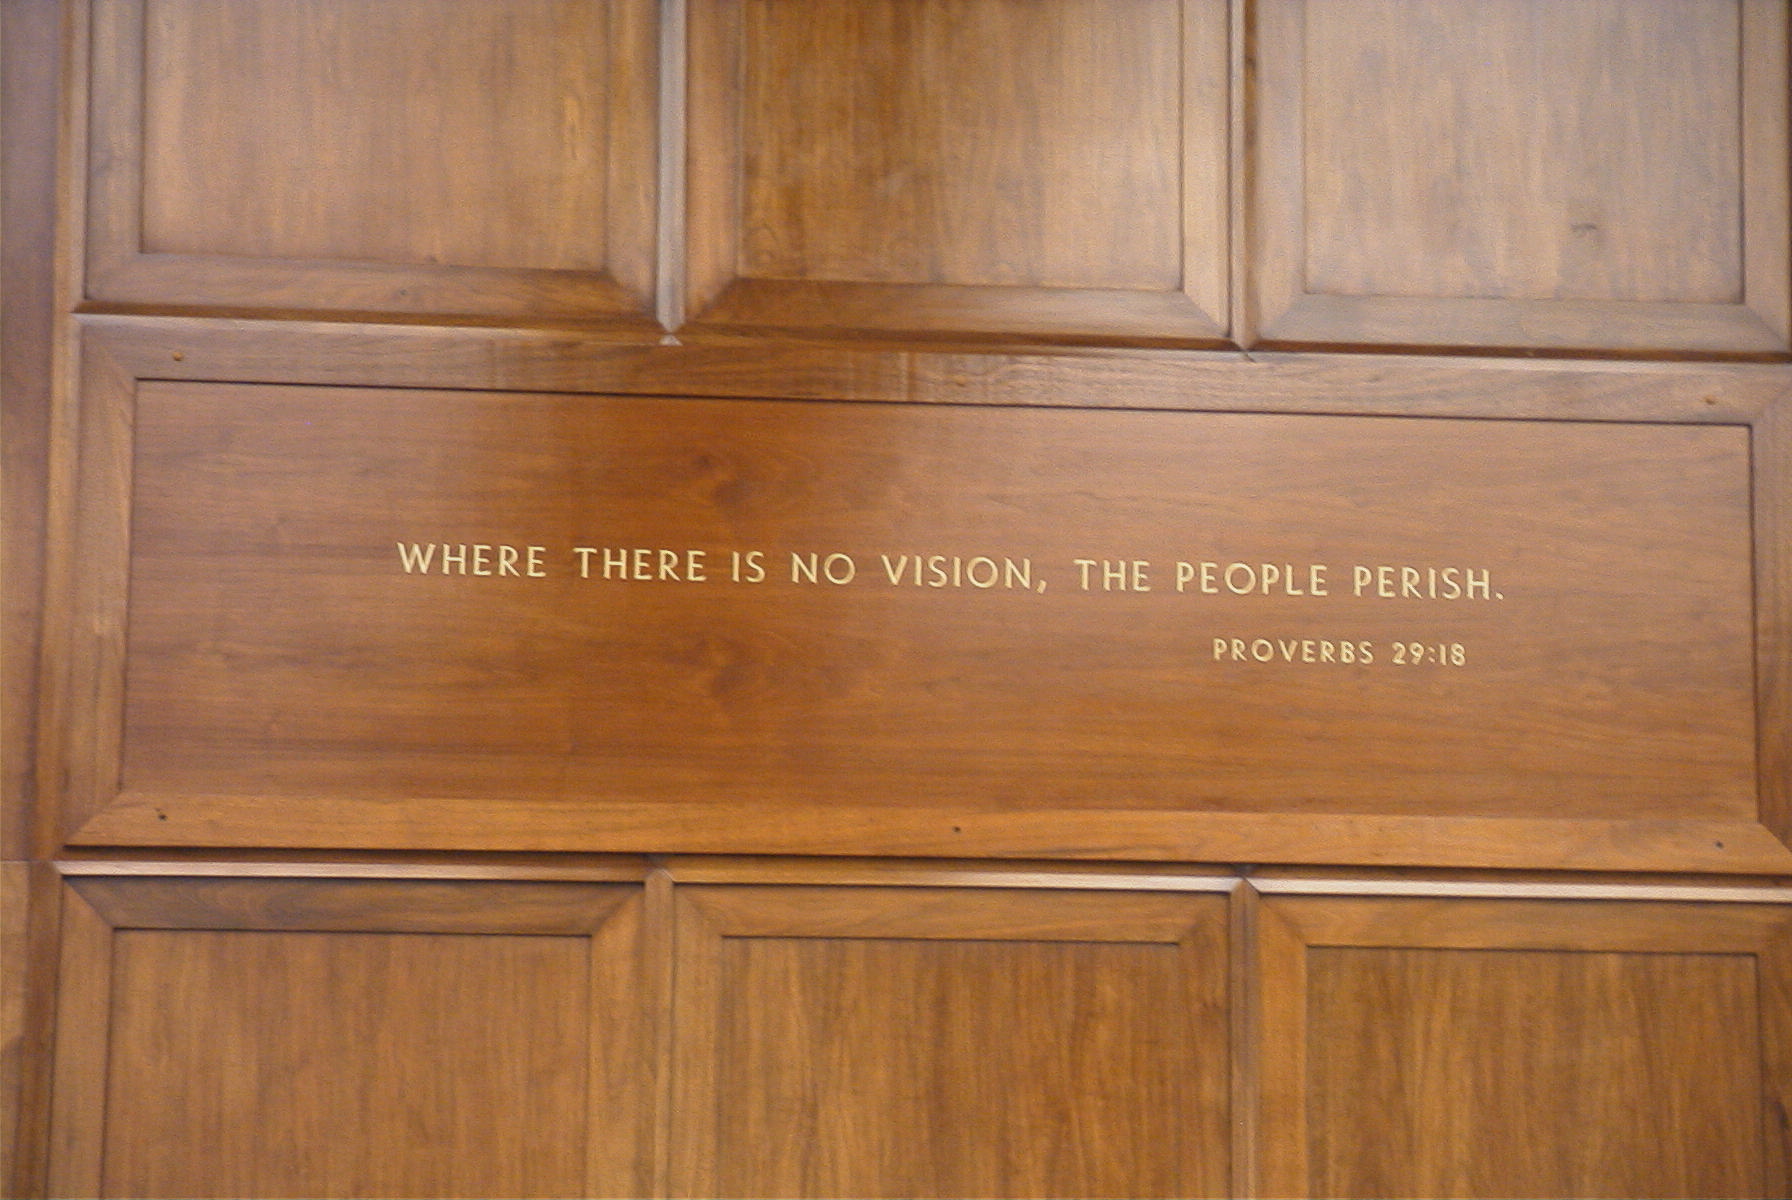 WHERE THERE IS NO VISION, THE PEOPLE PERISH.
PROVERBS 29:18